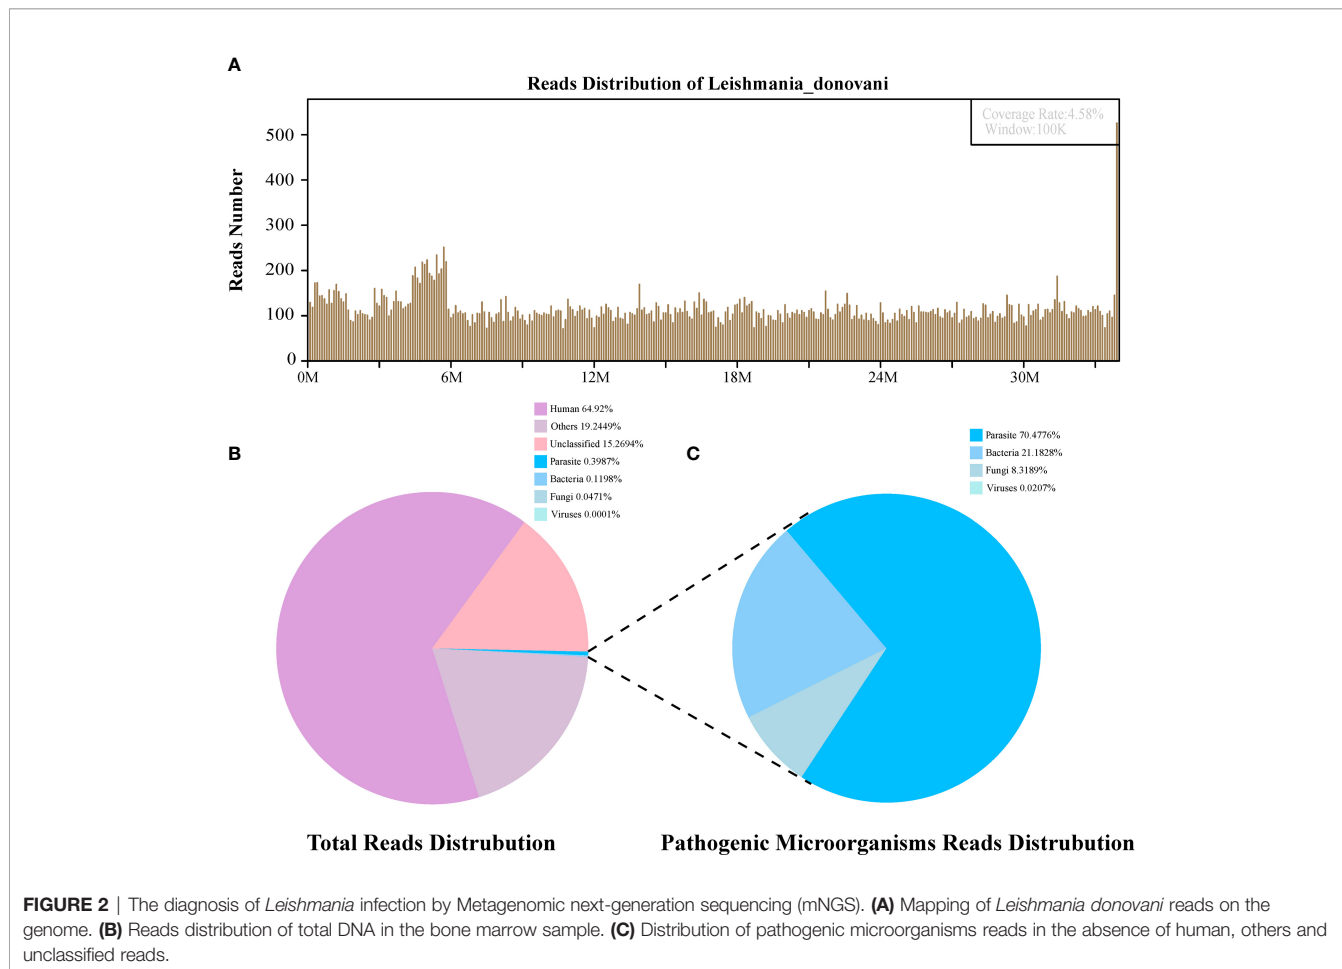 A
Reads Distribution of Leishmania_donovani
Coverage Rate:4.58%
Window:100K
Reads Number
500
400
300
200
100
0
0M 6M 12M 18M 24M 30M
B
Human 64.92%
Others 19.2449%
Unclassified 15.2694%
Parasite 0.3987%
Bacteria 0.1198%
Fungi 0.0471%
Viruses 0.0001%
Total Reads Distrubution
C
Parasite 70.4776%
Bacteria 21.1828%
Fungi 8.3189%
Viruses 0.0207%
Pathogenic Microorganisms Reads Distrubution
FIGURE 2 | The diagnosis of Leishmania infection by Metagenomic next-generation sequencing (mNGS). (A) Mapping of Leishmania donovani reads on the
genome. (B) Reads distribution of total DNA in the bone marrow sample. (C) Distribution of pathogenic microorganisms reads in the absence of human, others and
unclassified reads.